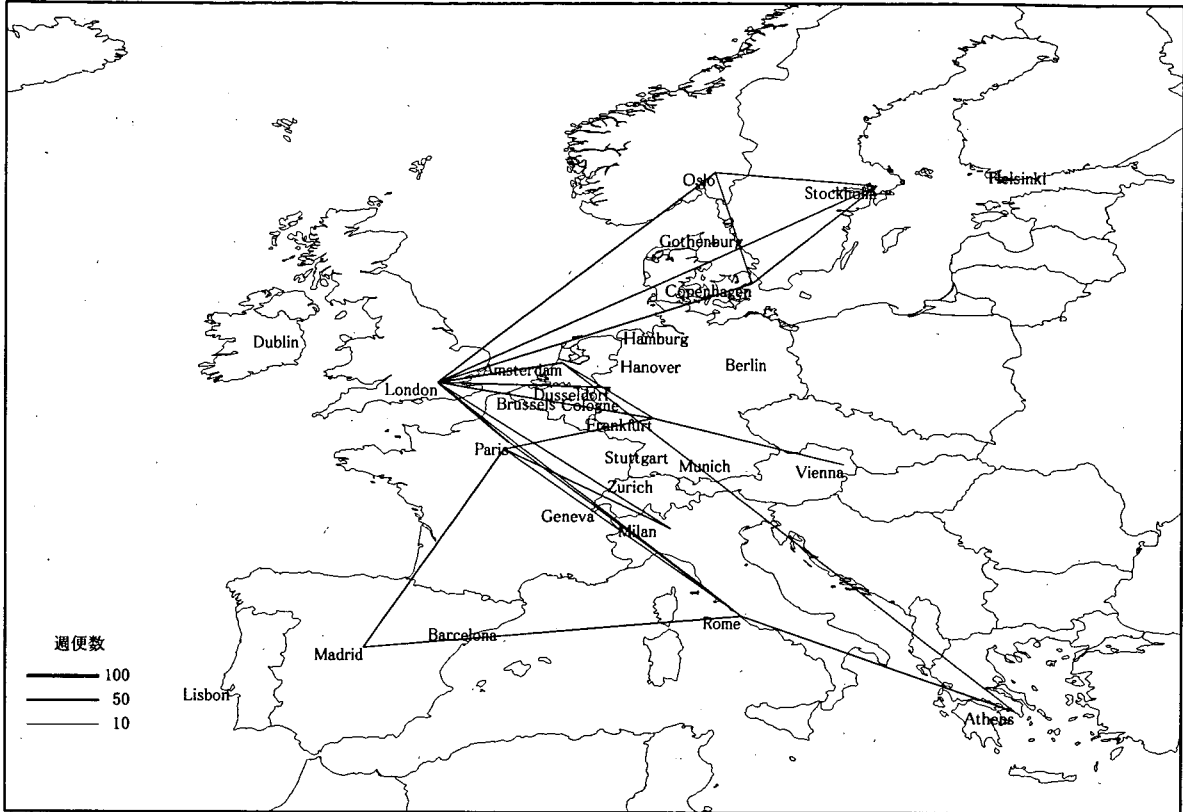 Oslo
Stockholm
Helsinki
Gothenburg
Copenhagen
Dublin
Hamburg
Amsterdam
Hanover
Berlin
London
Dusseldorf
Brussels
Cologne
Frankfurt
Paris
Stuttgart
Munich
Vienna
Zurich
Geneva
Milan
Rome
Barcelona
Madrid
Lisbon
Athens
週便数
100
50
10